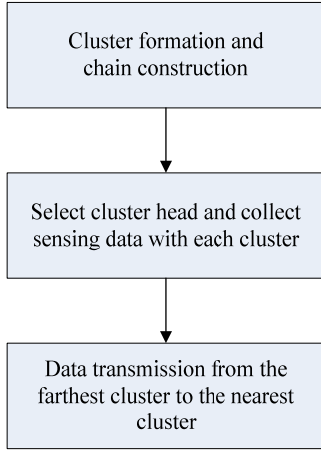 Cluster formation and
chain construction
Select cluster head and collect
sensing data with each cluster
Data transmission from the
farthest cluster to the nearest
cluster